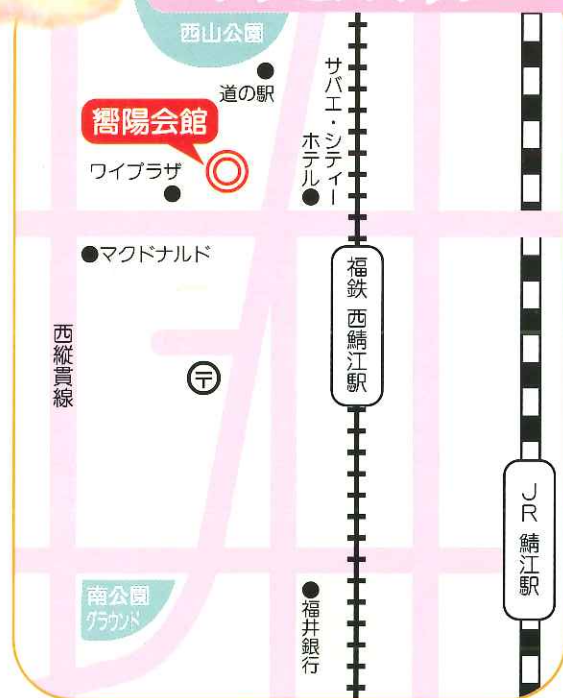 西山公園
道の駅
サバエ・シティー
ホテル
嚮陽会館
ワイプラザ
マクドナルド
福鉄 西鯖江駅
西縦貫線
〒
JR 鯖江駅
南公園
グラウンド
福井銀行